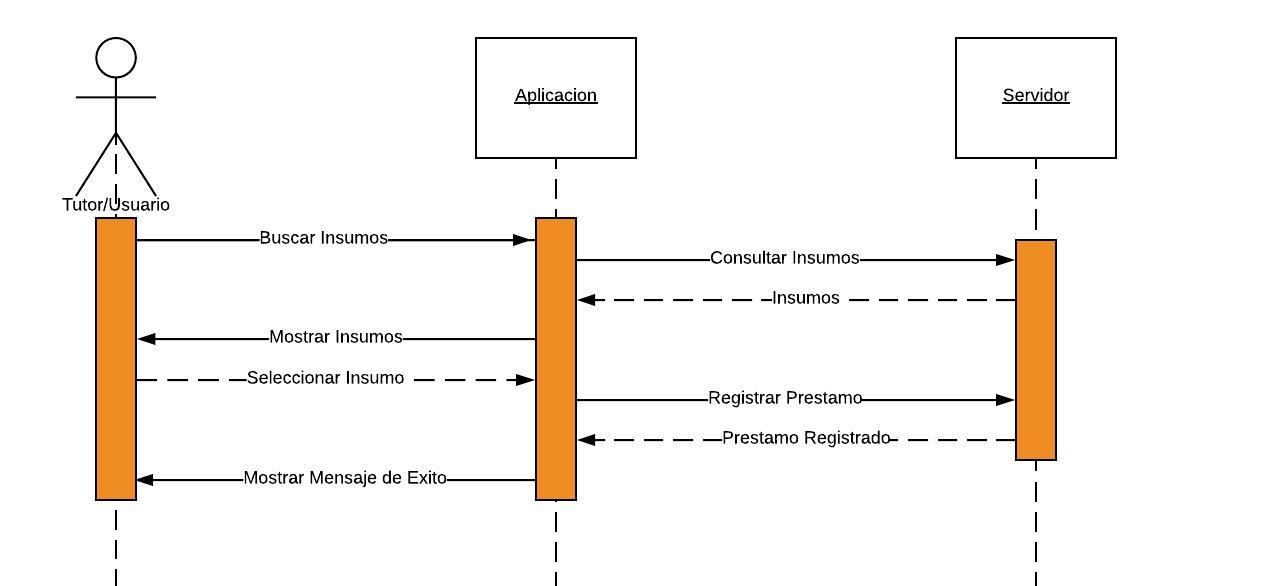 Aplicacion
Servidor
Tutor/Usuario
Buscar Insumos
Consultar Insumos
Insumos
Mostrar Insumos
Seleccionar Insumo
Registrar Prestamo
Prestamo Registrado
Mostrar Mensaje de Exito